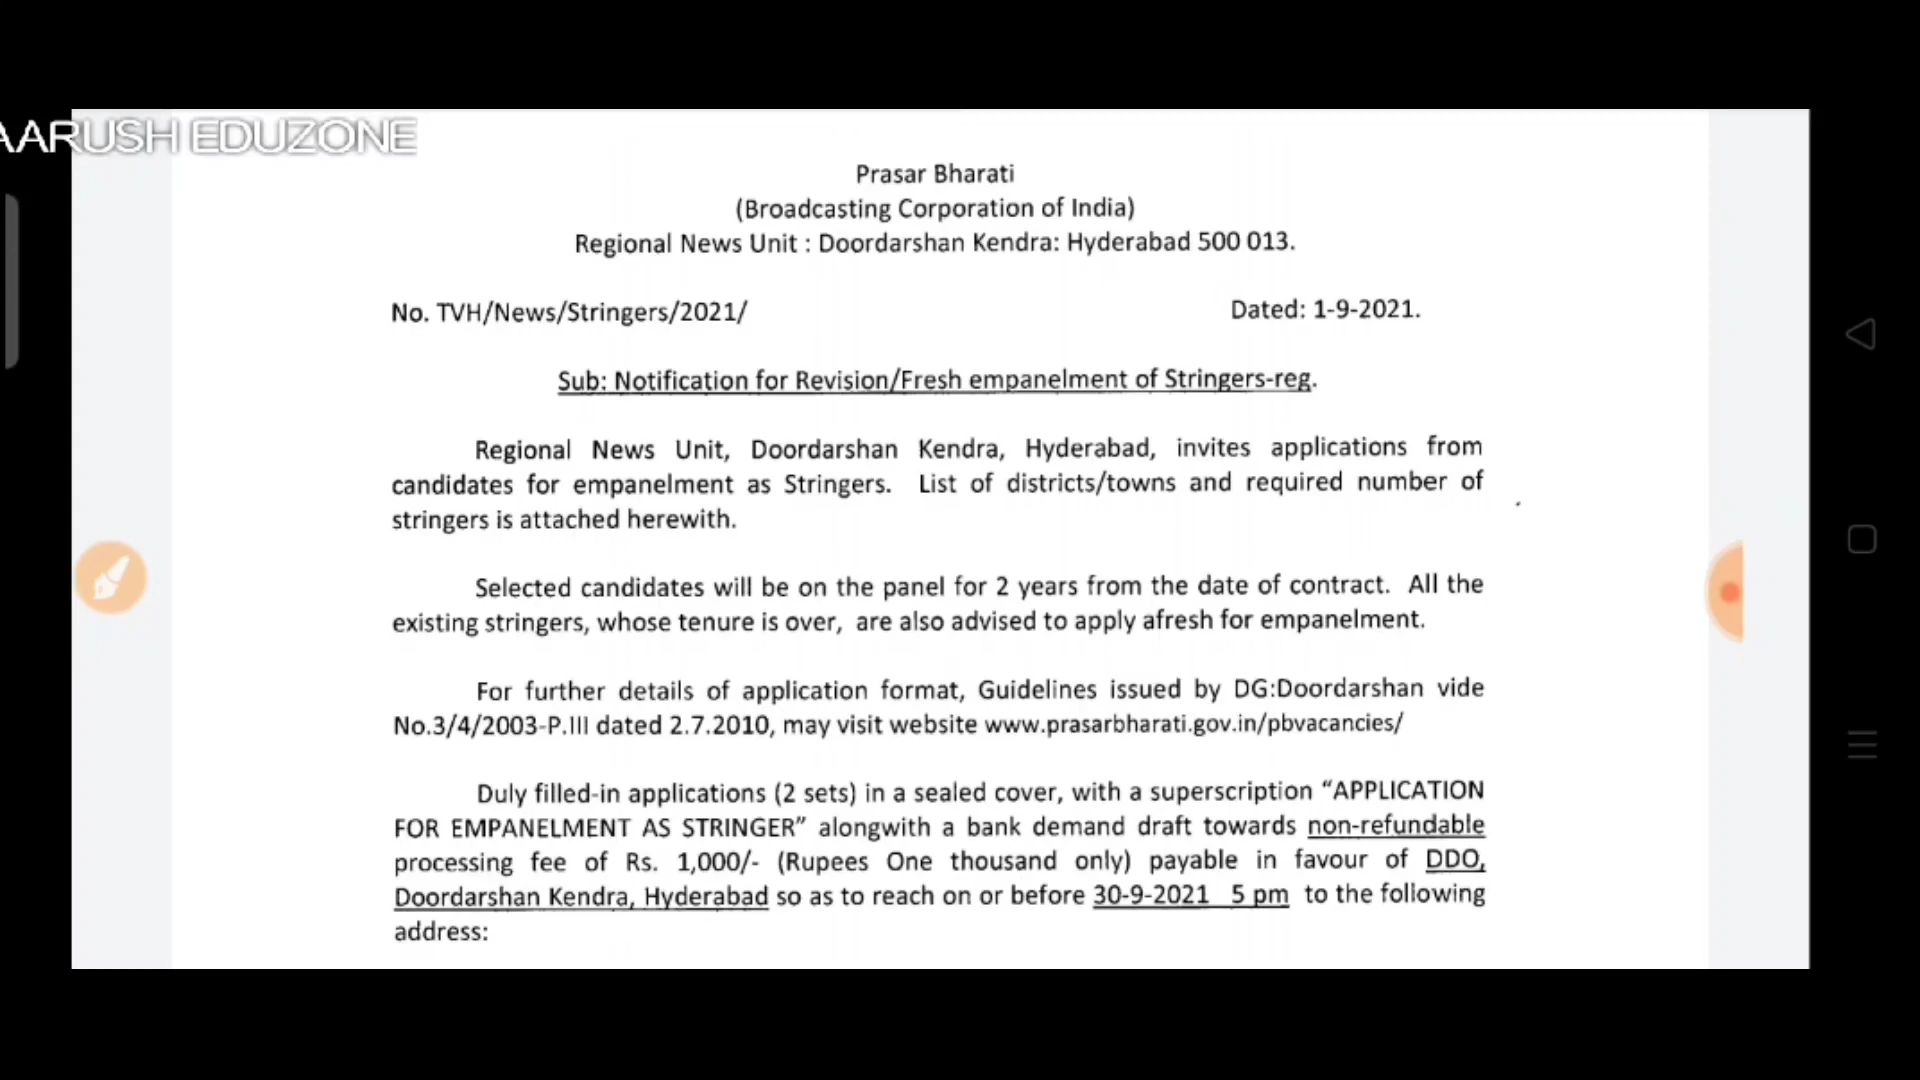 AARUSH EDUZONE
Prasar Bharati
(Broadcasting Corporation of India)
Regional News Unit : Doordarshan Kendra: Hyderabad 500 013.
No. TVH/News/Stringers/2021/ Dated: 1-9-2021.
Sub: Notification for Revision/Fresh empanelment of Stringers-reg.
Regional News Unit, Doordarshan Kendra, Hyderabad, invites applications from
candidates for empanelment as Stringers. List of districts/towns and required number of
stringers is attached herewith.
Selected candidates will be on the panel for 2 years from the date of contract. All the
existing stringers, whose tenure is over, are also advised to apply afresh for empanelment.
For further details of application format, Guidelines issued by DG:Doordarshan vide
No.3/4/2003-P.III dated 2.7.2010, may visit website www.prasarbharati.gov.in/pbvacancies/
Duly filled-in applications (2 sets) in a sealed cover, with a superscription “APPLICATION
FOR EMPANELMENT AS STRINGER” alongwith a bank demand draft towards non-refundable
processing fee of Rs. 1,000/- (Rupees One thousand only) payable in favour of DDO,
Doordarshan Kendra, Hyderabad so as to reach on or before 30-9-2021 5 pm to the following
address: